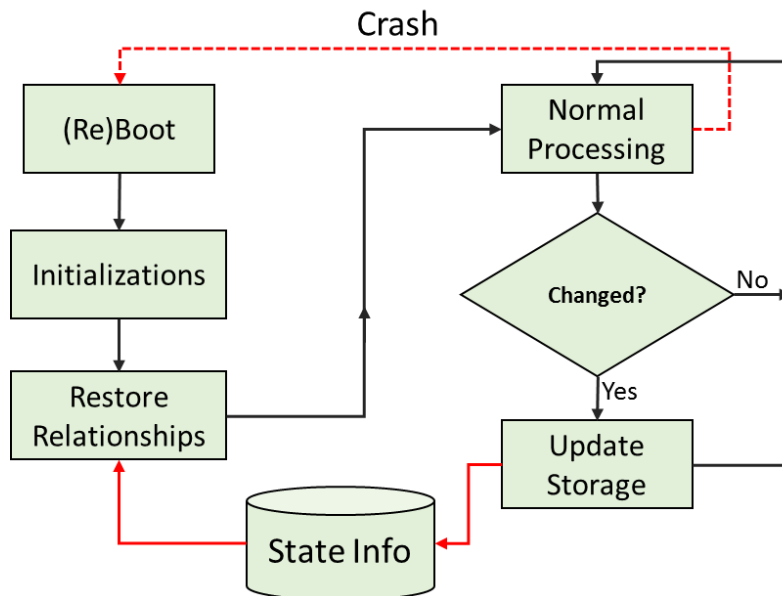 Crash
(Re)Boot
Normal
Processing
Initializations
Changed?
No
Restore
Relationships
Yes
Update
Storage
State Info